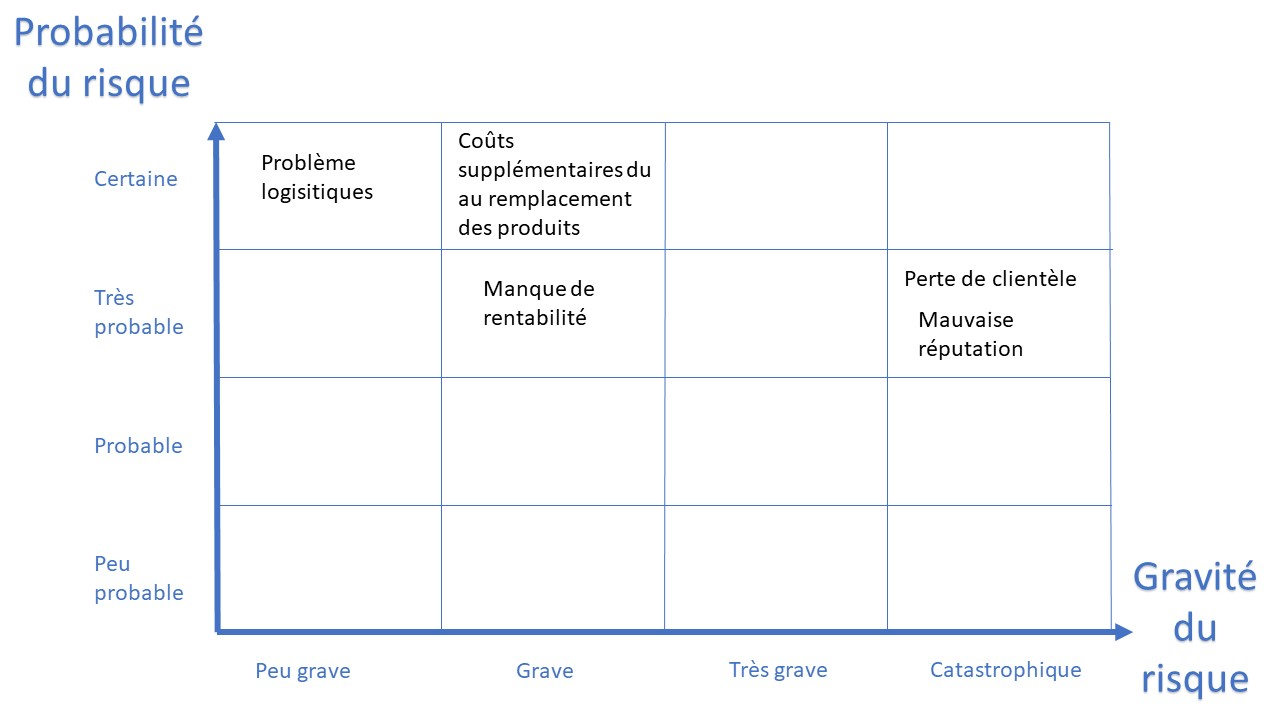 Probabilité
du risque
Certaine
Problème
logisitiques
Coûts
supplémentaires du
au remplacement
des produits
Très
probable
Manque de
rentabilité
Perte de clientèle
Mauvaise
réputation
Probable
Peu
probable
Gravité
du
risque
Peu grave
Grave
Très grave
Catastrophique